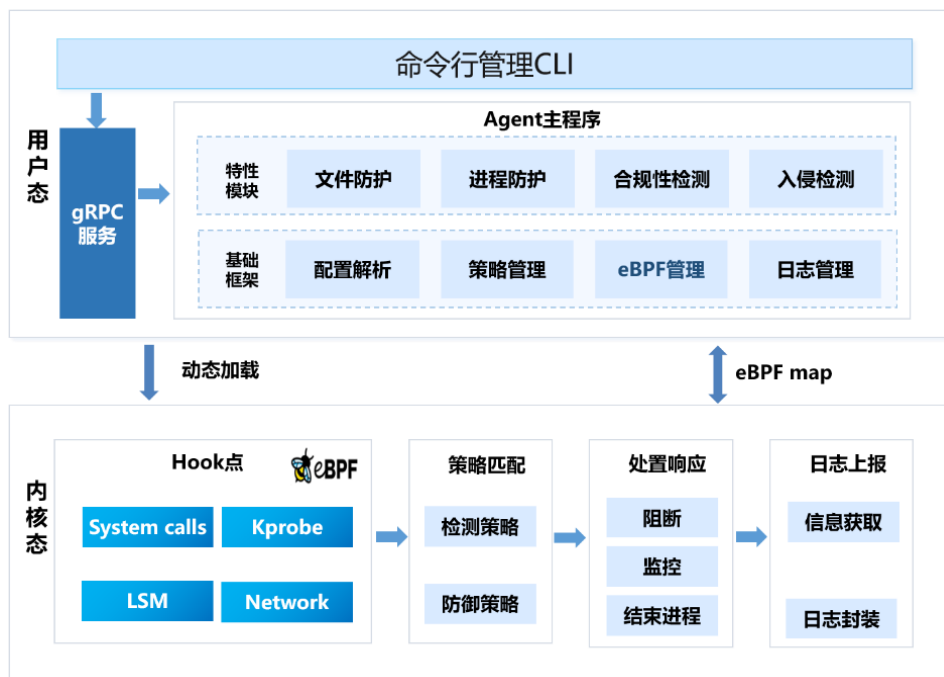 命令行管理CLI
用户态
gRPC
服务
Agent主程序
特性
模块
文件防护
进程防护
合规性检测
入侵检测
基础
框架
配置解析
策略管理
eBPF管理
日志管理
动态加载
eBPF map
内核态
Hook点
eBPF
System calls
Kprobe
LSM
Network
策略匹配
检测策略
防御策略
处置响应
阻断
监控
结束进程
日志上报
信息获取
日志封装